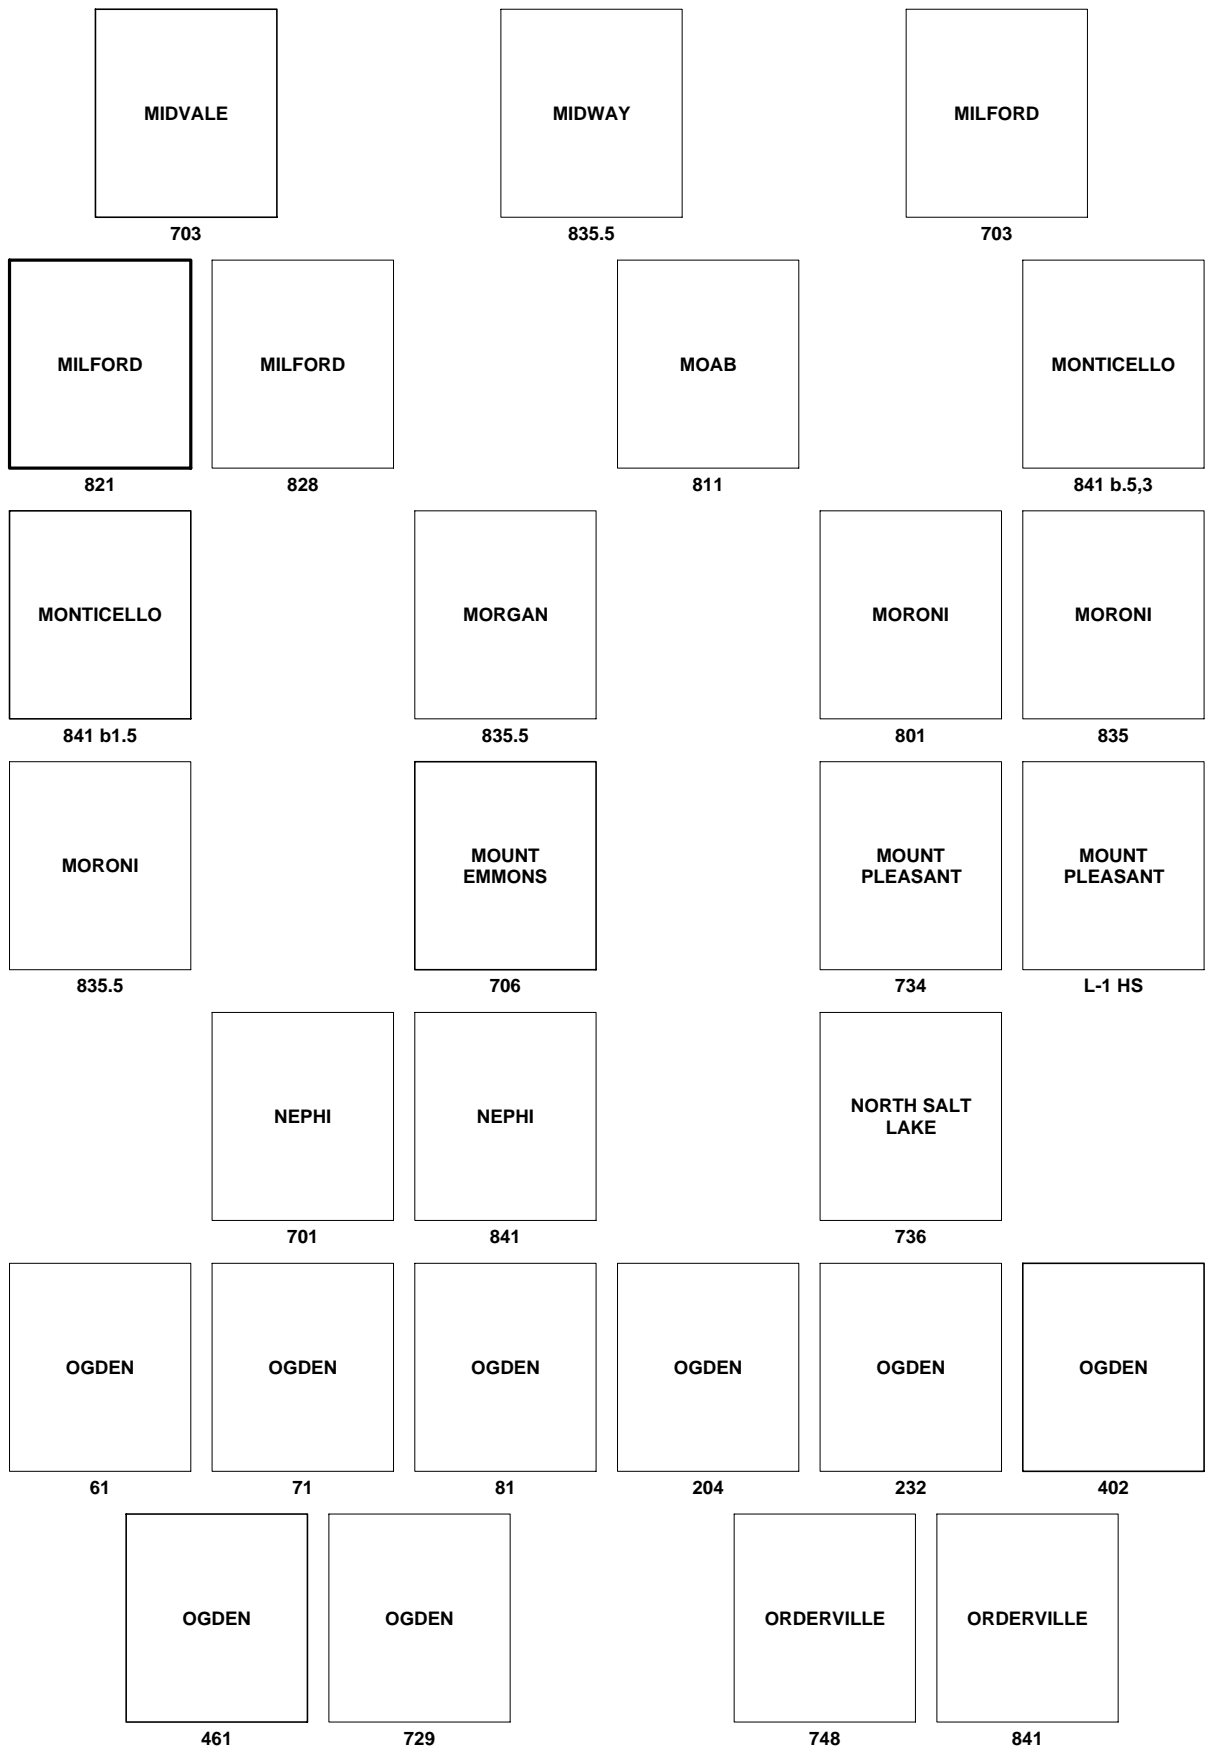 MIDVALE
703
MIDWAY
835.5
MILFORD
703
MILFORD
821
MILFORD
828
MOAB
811
MONTICELLO
841 b.5,3
MONTICELLO
841 b1.5
MORGAN
835.5
MORONI
801
MORONI
835
MORONI
835.5
MOUNT
EMMONS
706
MOUNT
PLEASANT
734
MOUNT
PLEASANT
L-1 HS
NEPHI
701
NEPHI
841
NORTH SALT
LAKE
736
OGDEN
61
OGDEN
71
OGDEN
81
OGDEN
204
OGDEN
232
OGDEN
402
OGDEN
461
OGDEN
729
ORDERVILLE
748
ORDERVILLE
841